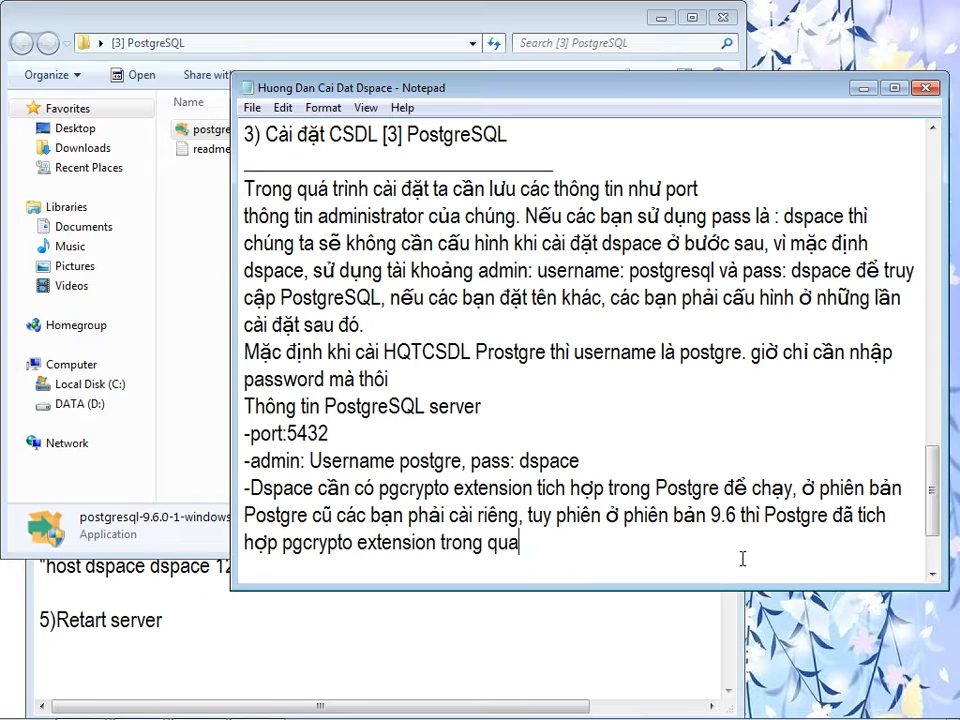 [3] PostgreSQL
Search [3] PostgreSQL
Organize
Open
Share with
Favorites
Desktop
Downloads
Recent Places
Libraries
Documents
Music
Pictures
Videos
Homegroup
Computer
Local Disk (C:)
DATA (D:)
Network
Name
postgre
readme
postgresql-9.6.0-1-windows
Application
Huong Dan Cai Dat Dspace - Notepad
File Edit Format View Help
3) Cài đặt CSDL [3] PostgreSQL
Trong quá trình cài đặt ta cần lưu các thông tin như port
thông tin administrator của chúng. Nếu các bạn sử dụng pass là : dspace thì
chúng ta sẽ không cần cấu hình khi cài đặt dspace ở bước sau, vì mặc định
dspace, sử dụng tài khoảng admin: username: postgresql và pass: dspace để truy
cập PostgreSQL, nếu các bạn đặt tên khác, các bạn phải cấu hình ở những lần
cài đặt sau đó.
Mặc định khi cài HQTCSDL Prostgre thì username là postgre. giờ chỉ cần nhập
password mà thôi
Thông tin PostgreSQL server
-port:5432
-admin: Username postgre, pass: dspace
-Dspace cần có pgcrypto extension tích hợp trong Postgre để chạy, ở phiên bản
Postgre cũ các bạn phải cài riêng, tuy phiên ở phiên bản 9.6 thì Postgre đã tích
hợp pgcrypto extension trong qua
"host dspace dspace 12
5)Retart server